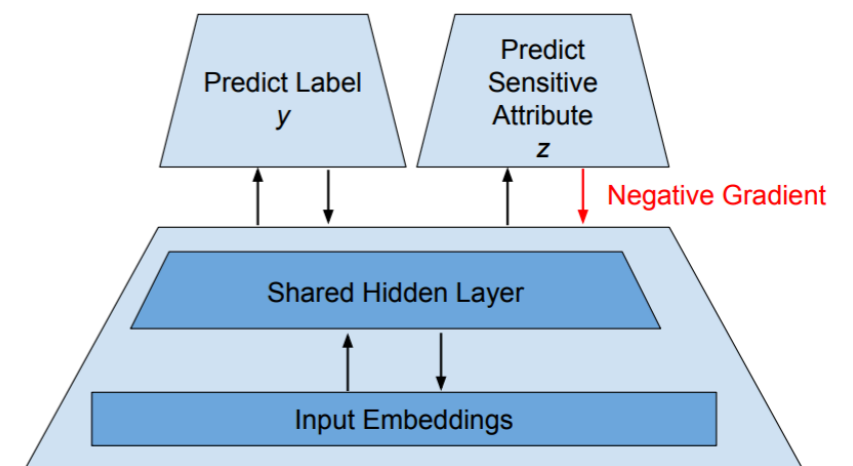 Predict Label
y
Predict
Sensitive
Attribute
z
Negative Gradient
Shared Hidden Layer
Input Embeddings